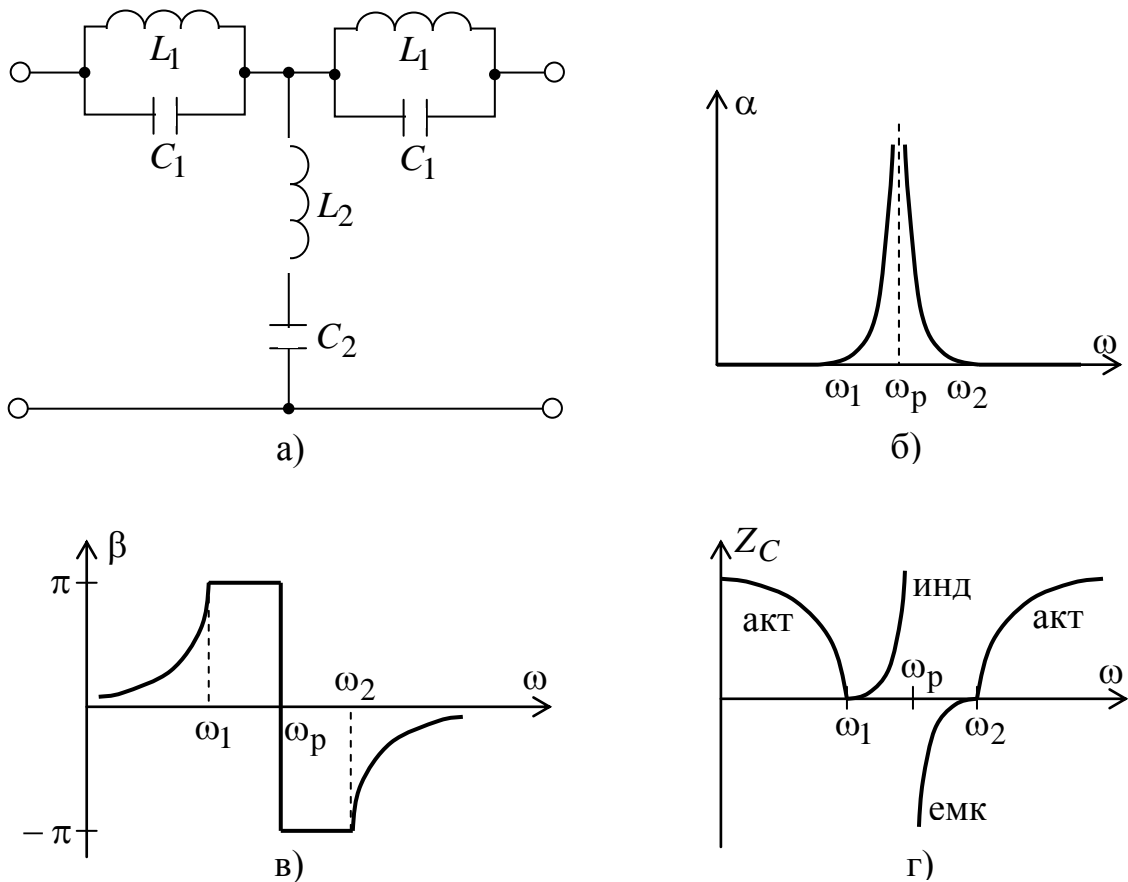 L1
L1
C1
C1
L2
C2
а)
α
ω
ω1
ωp
ω2
б)
β
π
ω2
ω
ω1
ωp
– π
в)
ZC
инд
акт
акт
ωp
ω
ω1
ω2
емк
г)